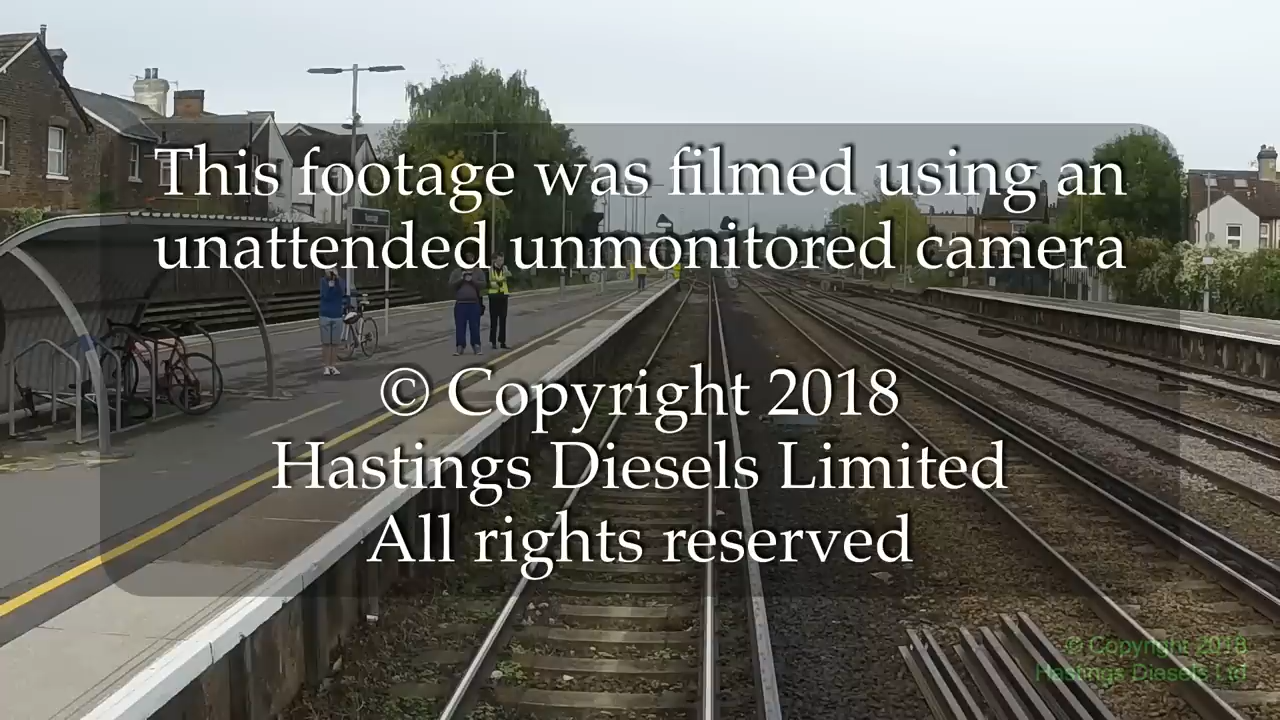 This footage was filmed using an
unattended unmonitored camera
© Copyright 2018
Hastings Diesels Limited
All rights reserved
© Copyright 2018
Hastings Diesels Ltd